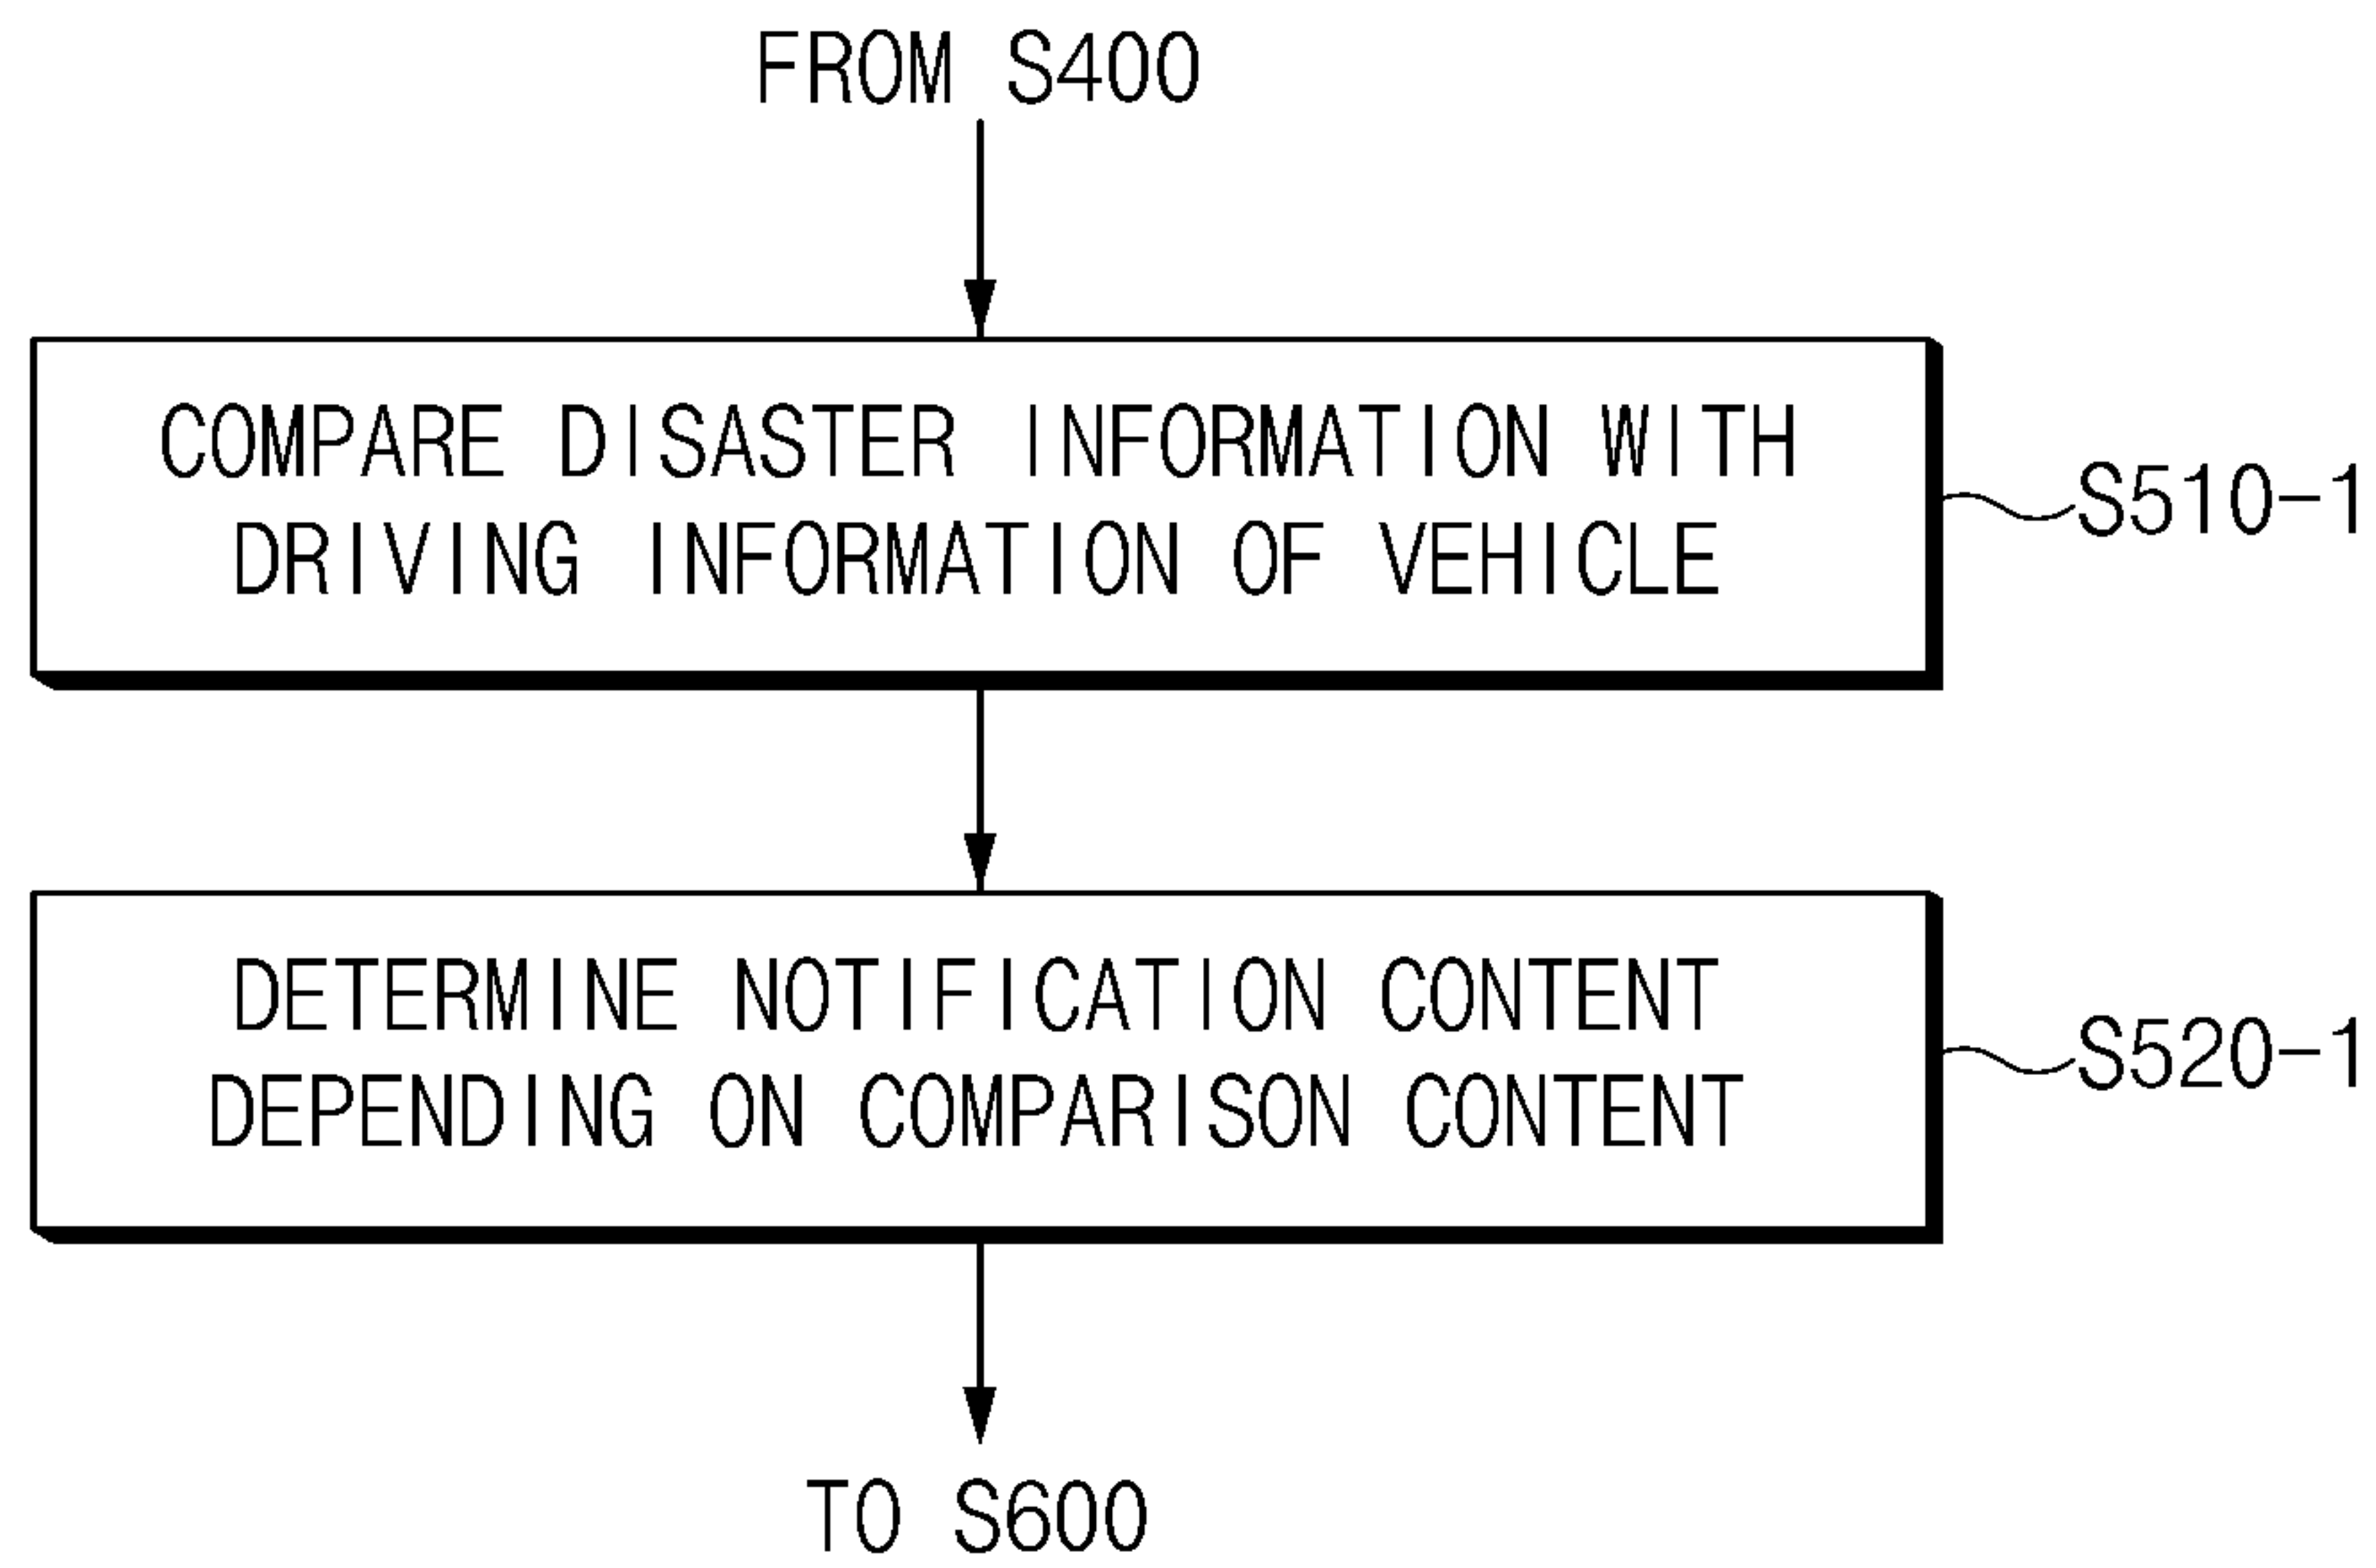 FROM S400
COMPARE DISASTER INFORMATION WITH
DRIVING INFORMATION OF VEHICLE
S510-1
DETERMINE NOTIFICATION CONTENT
DEPENDING ON COMPARISON CONTENT
S520-1
TO S600